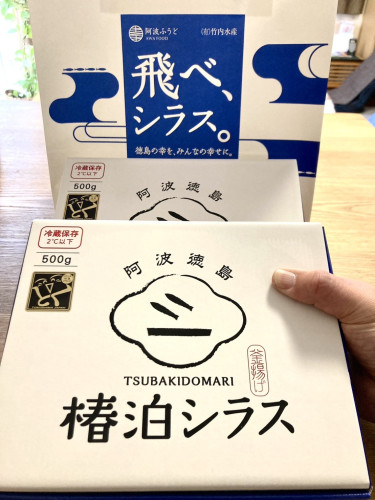 阿波ふうど
AWA FOOD
(有)竹内水産
飛べ、
シラス。
徳島の幸を、みんなの幸せに。
冷蔵保存
2℃以下
500g
阿波徳島
冷蔵保存
2℃以下
500g
阿波徳島
TSUBAKIDOMARI
釜揚げ
椿泊シラス